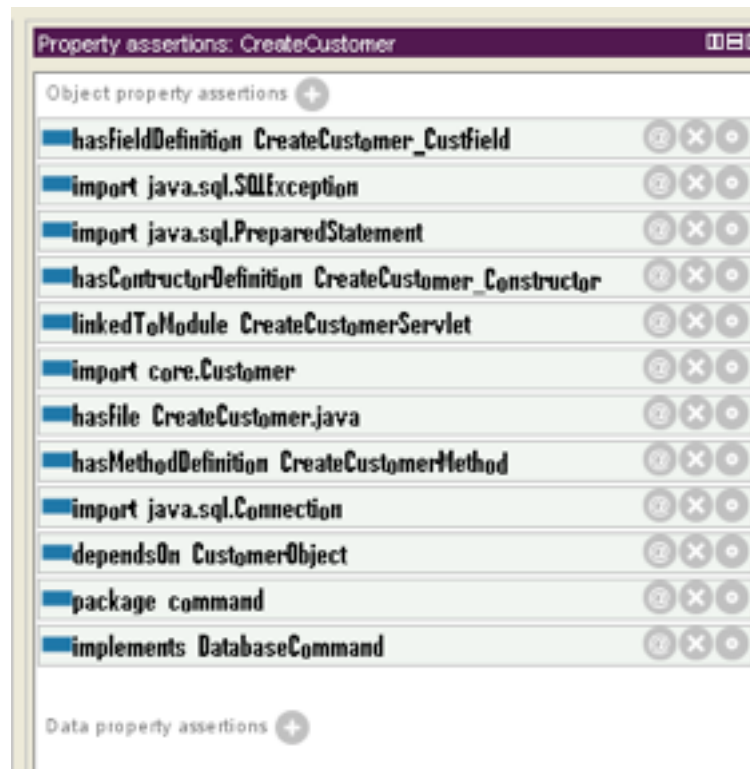 Property assertions: CreateCustomer
Object property assertions
hasFieldDefinition CreateCustomer_CustField
import java.sql.SQLException
import java.sql.PreparedStatement
hasContructorDefinition CreateCustomer_Constructor
linkedToModule CreateCustomerServlet
import core.Customer
hasFile CreateCustomer.java
hasMethodDefinition CreateCustomerMethod
import java.sql.Connection
dependsOn CustomerObject
package command
implements DatabaseCommand
Data property assertions